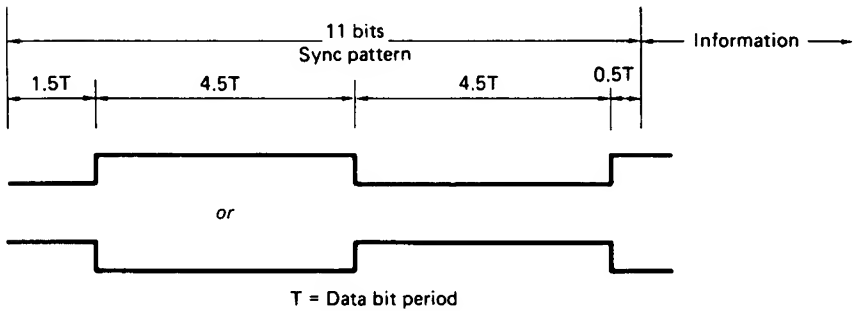 11 bits
Sync pattern
Information
1.5T
4.5T
4.5T
0.5T
or
T = Data bit period